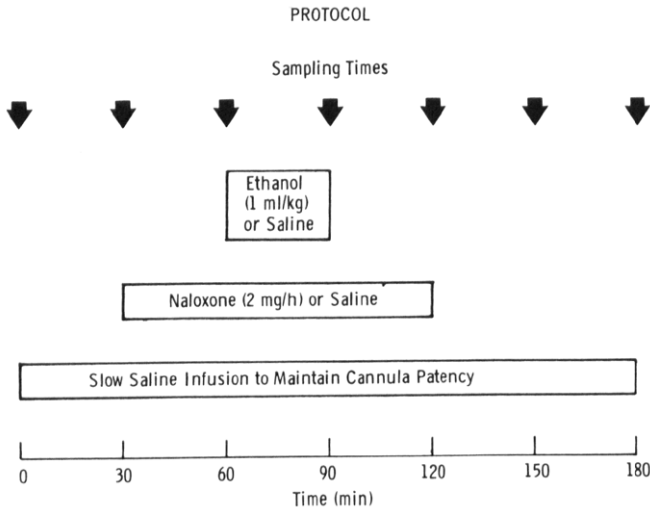 PROTOCOL
Sampling Times
Ethanol
(1 ml/kg)
or Saline
Naloxone (2 mg/h) or Saline
Slow Saline Infusion to Maintain Cannula Patency
0 30 60 90 120 150 180
Time (min)